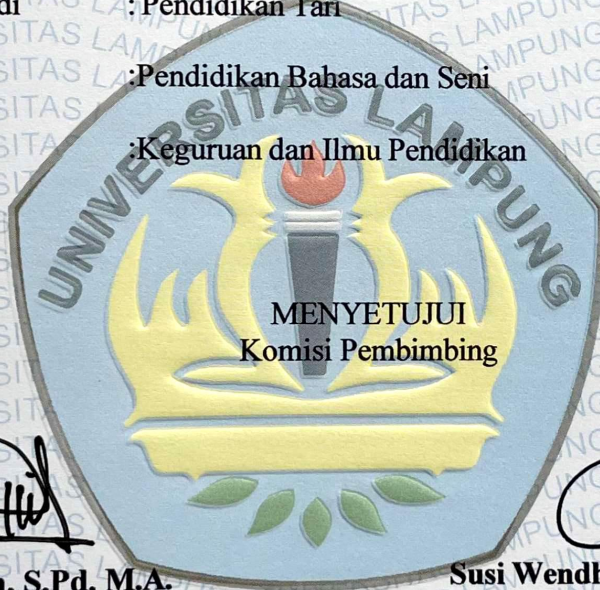 : Pendidikan Tari
:Pendidikan Bahasa dan Seni
:Keguruan dan Ilmu Pendidikan
UNIVERSITAS LAMPUNG
MENYETUJUI
Komisi Pembimbing
S.Pd. M.A.
Susi Wendh